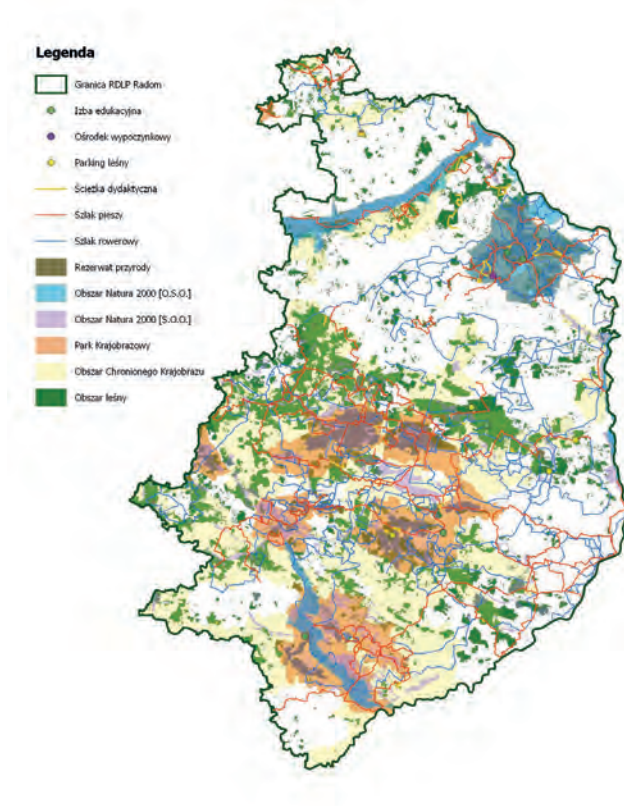 Legenda
Granica RDLP Radom
Izba edukacyjna
Ośrodek wypoczynkowy
Parking leśny
Ścieżka dydaktyczna
Szlak pieszy
Szlak rowerowy
Rezerwat przyrody
Obszar Natura 2000 [O.S.O.]
Obszar Natura 2000 [S.O.O.]
Park Krajobrazowy
Obszar Chronionego Krajobrazu
Obszar leśny